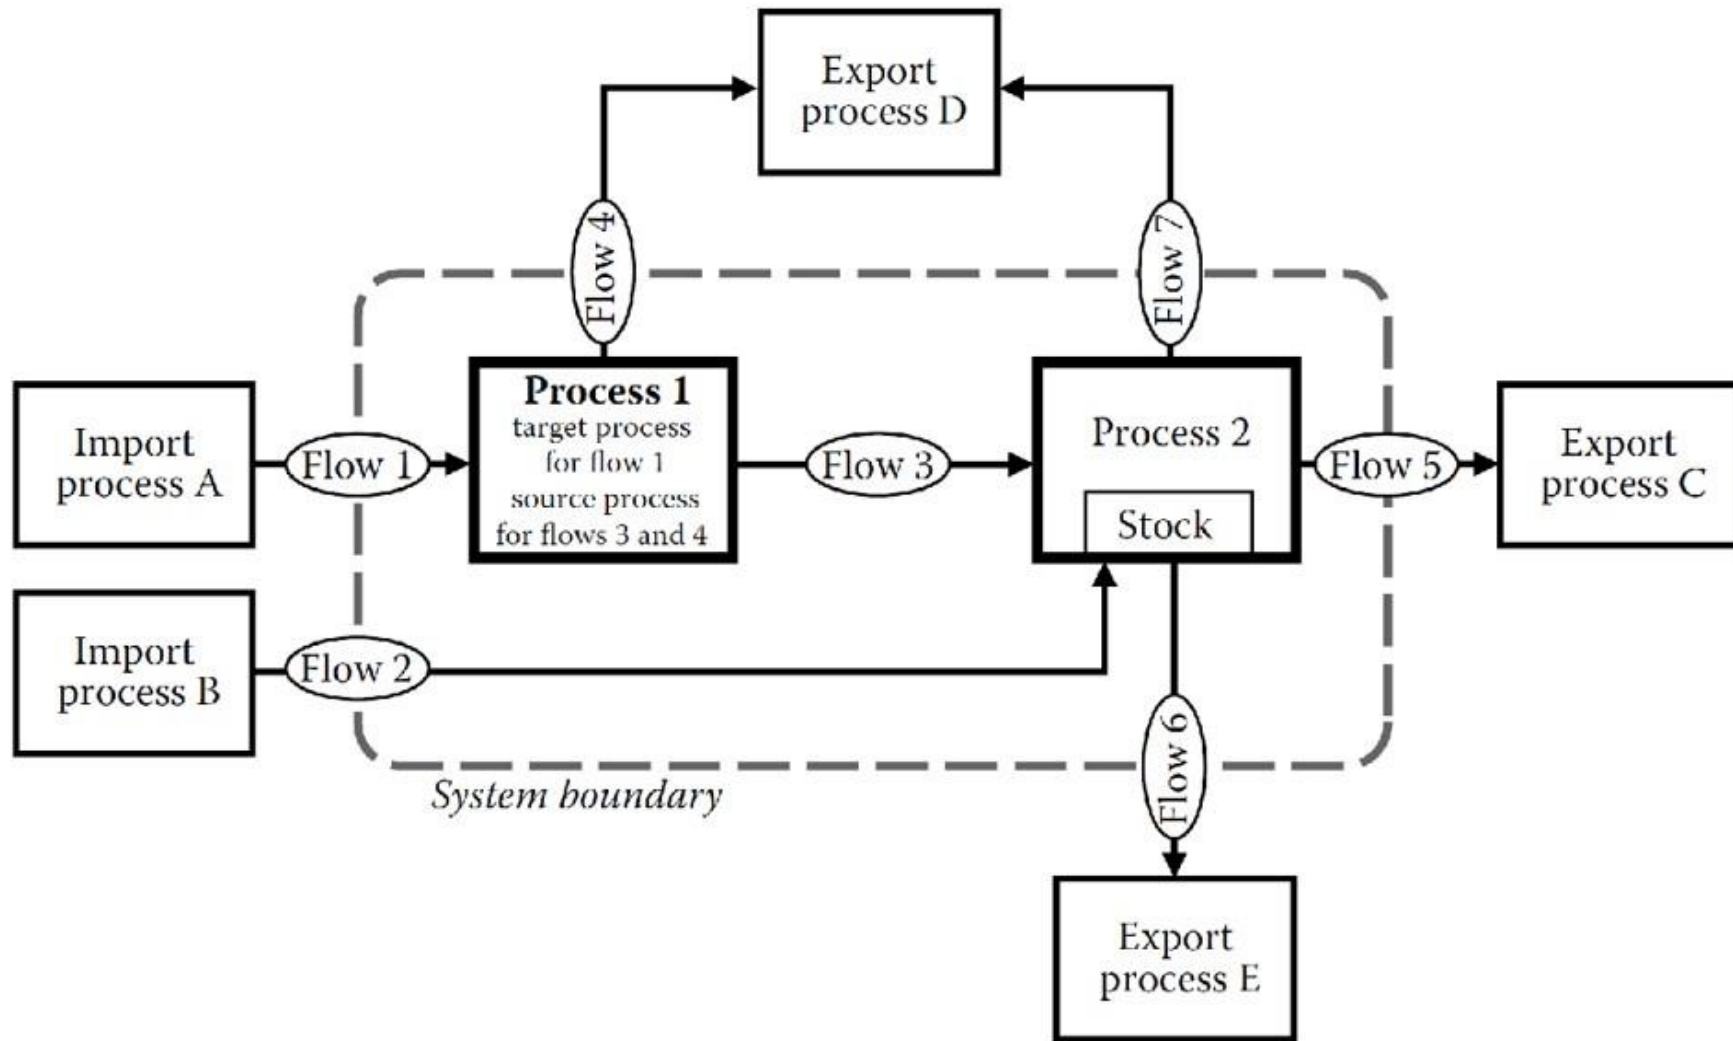 Export
process D
Flow 4
Flow 7
Import
process A
Flow 1
Process 1
target process
for flow 1
source process
for flows 3 and 4
Flow 3
Process 2
Stock
Flow 5
Export
process C
Import
process B
Flow 2
System boundary
Flow 6
Export
process E